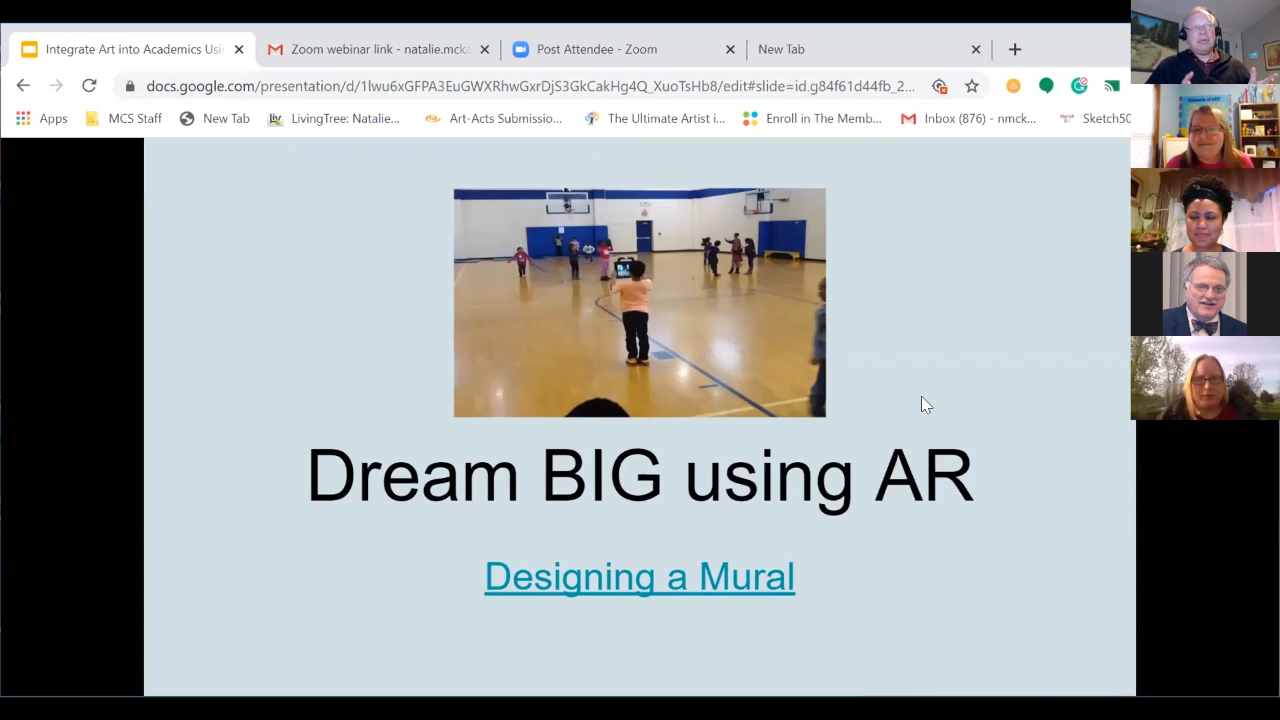 Integrate Art into Academics Usi
Zoom webinar link - natalie.mcka
Post Attendee - Zoom
New Tab
docs.google.com/presentation/d/1lwu6xGFPA3EuGWXRhwGxrDjS3GkCakHg4Q_XuoTsHb8/edit#slide=id.g84f61d44fb_2...
Apps
MCS Staff
New Tab
LivingTree: Natalie...
Art-Acts Submissio...
The Ultimate Artist i...
Enroll in The Memb...
Inbox (876) - nmck...
Sketch50
Dream BIG using AR
Designing a Mural